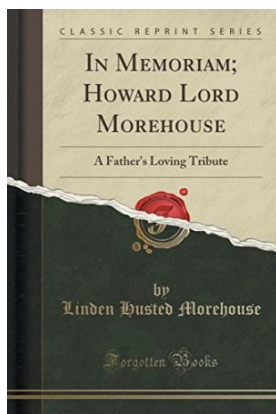 CLASSIC REPRINT SERIES
IN MEMORIAM;
HOWARD LORD
MOREHOUSE
A Father's Loving Tribute
by
Linden Husted Morehouse
Forgotten Books